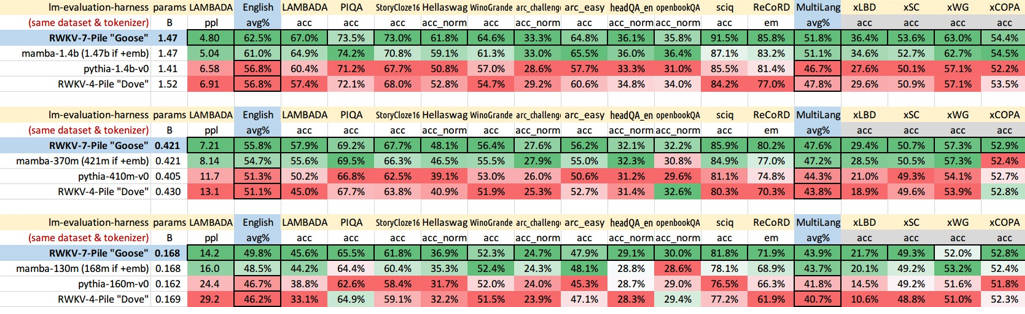 lm-evaluation-harness params LAMBADA English LAMBADA PIQA StoryCloze16 Hellaswag WinoGrande arc_challeng arc_easy headQA_en openbookQA sciq ReCoRD MultiLang xLBD xSC xWG xCOPA
(same dataset & tokenizer) B ppl avg% acc acc acc acc_norm acc acc_norm acc acc_norm acc_norm acc em avg% acc acc acc acc
RWKV-7-Pile "Goose" 1.47 4.80 62.5% 67.0% 73.5% 73.0% 61.8% 64.6% 33.3% 64.8% 36.1% 35.8% 91.5% 85.8% 51.8% 36.4% 53.6% 63.0% 54.4%
mamba-1.4b (1.47b if +emb) 1.47 5.04 61.0% 64.9% 74.2% 70.8% 59.1% 61.3% 33.0% 65.5% 36.0% 36.4% 87.1% 83.2% 51.1% 34.6% 52.7% 62.7% 54.5%
pythia-1.4b-v0 1.41 6.58 56.8% 60.4% 71.2% 67.7% 50.8% 57.0% 28.6% 57.7% 33.3% 31.0% 85.5% 81.4% 46.7% 27.6% 50.1% 57.1% 52.2%
RWKV-4-Pile "Dove" 1.52 6.91 56.8% 57.4% 72.1% 68.0% 52.8% 54.7% 29.2% 60.6% 34.8% 34.0% 84.2% 77.0% 47.8% 29.6% 50.9% 57.1% 53.5%
lm-evaluation-harness params LAMBADA English LAMBADA PIQA StoryCloze16 Hellaswag WinoGrande arc_challeng arc_easy headQA_en openbookQA sciq ReCoRD MultiLang xLBD xSC xWG xCOPA
(same dataset & tokenizer) B ppl avg% acc acc acc acc_norm acc acc_norm acc acc_norm acc_norm acc em avg% acc acc acc acc
RWKV-7-Pile "Goose" 0.421 7.21 55.8% 57.9% 69.2% 67.7% 48.1% 56.4% 27.6% 56.2% 32.1% 32.2% 85.9% 80.2% 47.6% 29.4% 50.7% 57.3% 52.9%
mamba-370m (421m if +emb) 0.421 8.14 54.7% 55.6% 69.5% 66.3% 46.5% 55.5% 27.9% 55.0% 32.3% 30.8% 84.9% 77.0% 47.2% 28.5% 50.5% 57.3% 52.4%
pythia-410m-v0 0.405 11.7 51.3% 50.2% 66.8% 62.5% 39.1% 53.0% 26.0% 50.6% 31.2% 29.6% 81.1% 74.8% 44.3% 21.0% 49.3% 54.1% 52.7%
RWKV-4-Pile "Dove" 0.430 13.1 51.1% 45.0% 67.7% 63.8% 40.9% 51.9% 25.3% 52.7% 31.4% 32.6% 80.3% 70.3% 43.8% 18.9% 49.6% 53.9% 52.8%
lm-evaluation-harness params LAMBADA English LAMBADA PIQA StoryCloze16 Hellaswag WinoGrande arc_challeng arc_easy headQA_en openbookQA sciq ReCoRD MultiLang xLBD xSC xWG xCOPA
(same dataset & tokenizer) B ppl avg% acc acc acc acc_norm acc acc_norm acc acc_norm acc_norm acc em avg% acc acc acc acc
RWKV-7-Pile "Goose" 0.168 14.2 49.8% 45.6% 65.5% 61.8% 36.9% 52.3% 24.7% 47.9% 29.1% 30.0% 81.8% 71.9% 43.9% 21.7% 49.3% 52.0% 52.8%
mamba-130m (168m if +emb) 0.168 16.0 48.5% 44.2% 64.4% 60.4% 35.3% 52.4% 24.3% 48.1% 28.8% 28.6% 78.1% 68.9% 43.7% 20.1% 49.2% 53.2% 52.4%
pythia-160m-v0 0.162 24.4 46.7% 38.8% 62.6% 58.4% 31.7% 52.0% 24.0% 45.3% 28.7% 29.0% 76.5% 66.3% 41.8% 14.5% 49.2% 51.6% 51.8%
RWKV-4-Pile "Dove" 0.169 29.2 46.2% 33.1% 64.9% 59.1% 32.2% 51.5% 23.9% 47.1% 28.3% 29.4% 77.2% 61.9% 40.7% 10.6% 48.8% 51.0% 52.3%